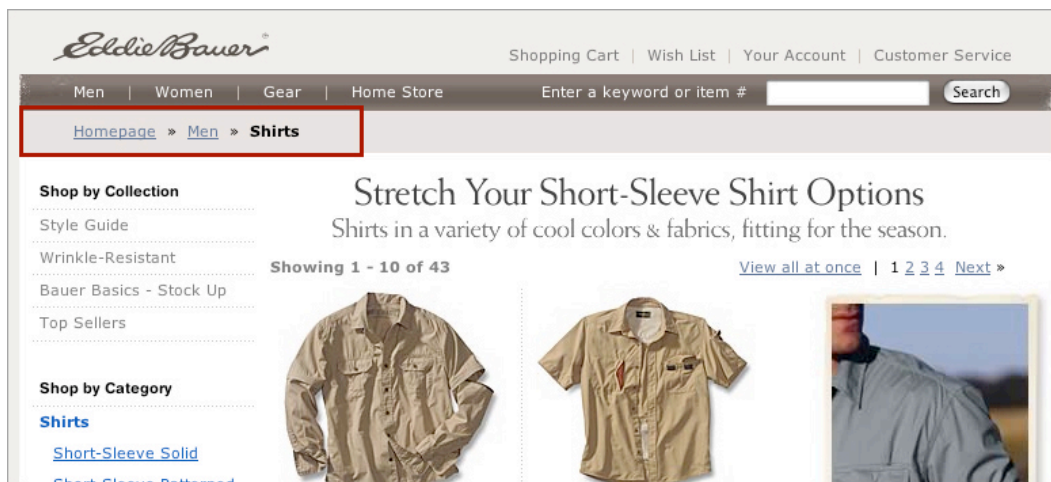 Eddie Bauer
Shopping Cart | Wish List | Your Account | Customer Service
Men | Women | Gear | Home Store Enter a keyword or item # Search
Homepage » Men » Shirts
Shop by Collection
Style Guide
Wrinkle-Resistant
Bauer Basics - Stock Up
Top Sellers
Shop by Category
Shirts
Short-Sleeve Solid
Short-Sleeve Patterned
Stretch Your Short-Sleeve Shirt Options
Shirts in a variety of cool colors & fabrics, fitting for the season.
Showing 1 - 10 of 43 View all at once | 1 2 3 4 Next »